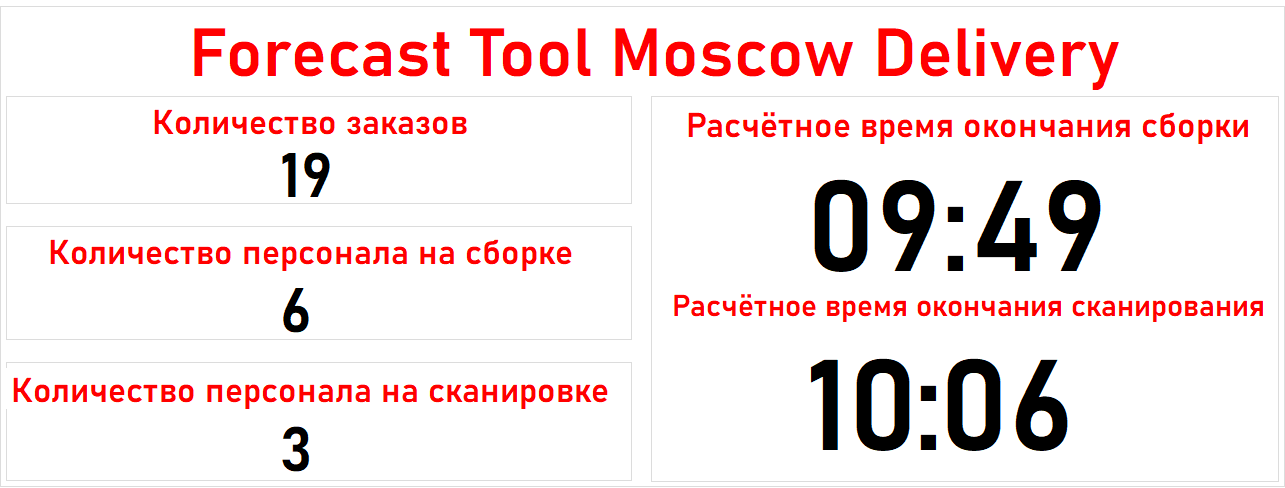 Forecast Tool Moscow Delivery
Количество заказов
19
Количество персонала на сборке
6
Количество персонала на сканировке
3
Расчётное время окончания сборки
09:49
Расчётное время окончания сканирования
10:06